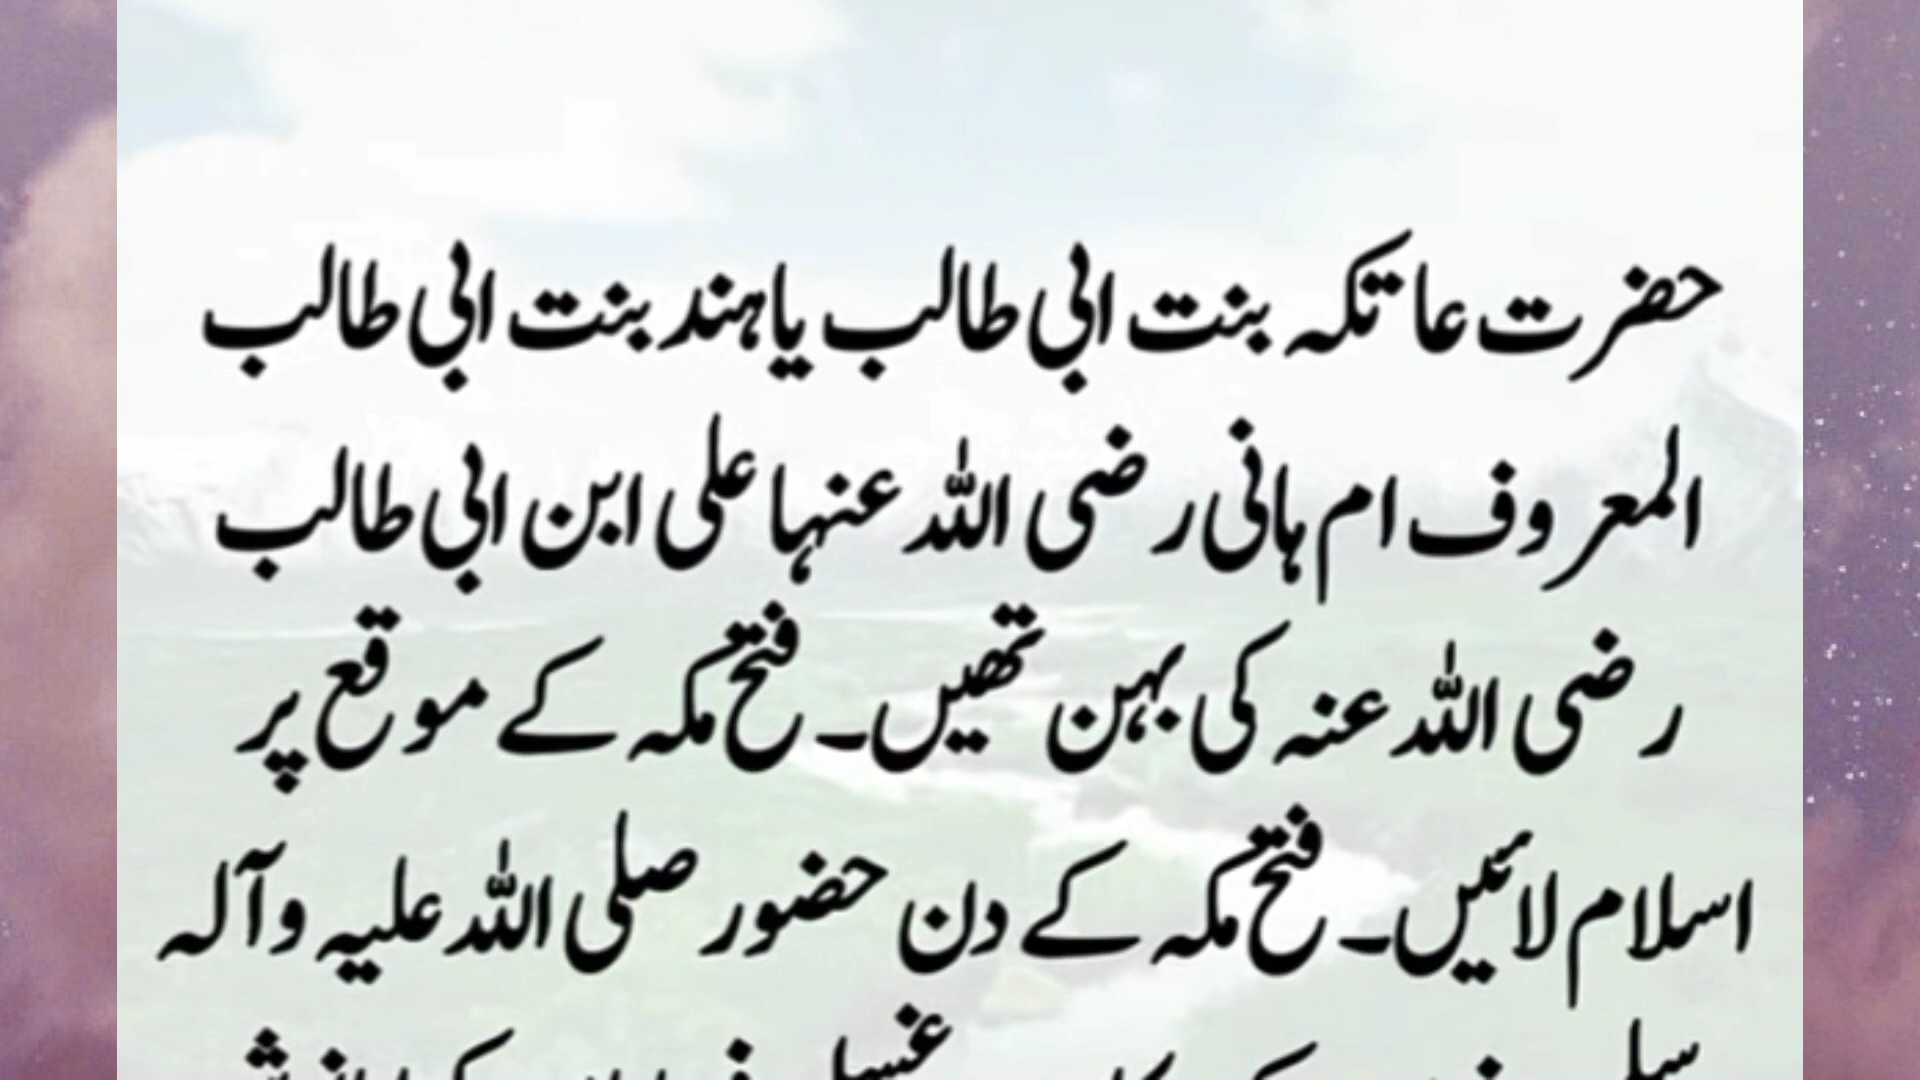 حضرت عاتکہ بنت ابی طالب یا ہند بنت ابی طالب
المعروف ام ہانی رضی اللہ عنہا علی ابن ابی طالب
رضی اللہ عنہ کی بہن تھیں۔ فتح مکہ کے موقع پر
اسلام لائیں۔ فتح مکہ کے دن حضور صلی اللہ علیہ وآلہ